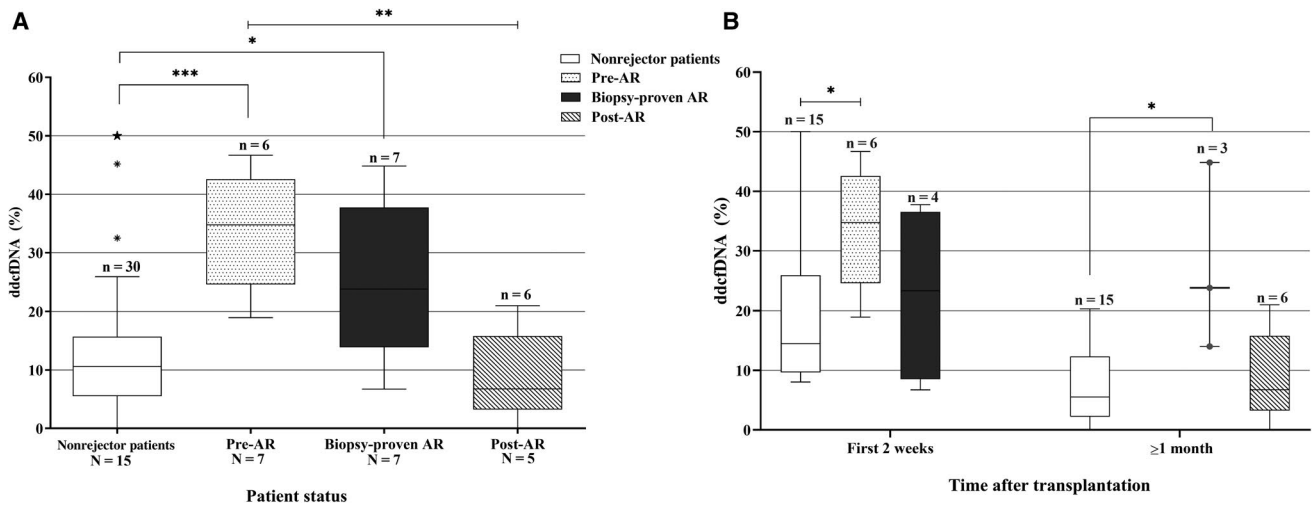 A
**
*
***
60
50
40
30
20
10
0
ddcfDNA (%)
n = 30
n = 6
n = 7
n = 6
Nonrejector patients
N = 15
Pre-AR
N = 7
Biopsy-proven AR
N = 7
Post-AR
N = 5
Patient status
Nonrejector patients
Pre-AR
Biopsy-proven AR
Post-AR
B
*
*
60
50
40
30
20
10
0
ddcfDNA (%)
n = 15
n = 6
n = 4
n = 15
n = 3
n = 6
First 2 weeks
≥1 month
Time after transplantation